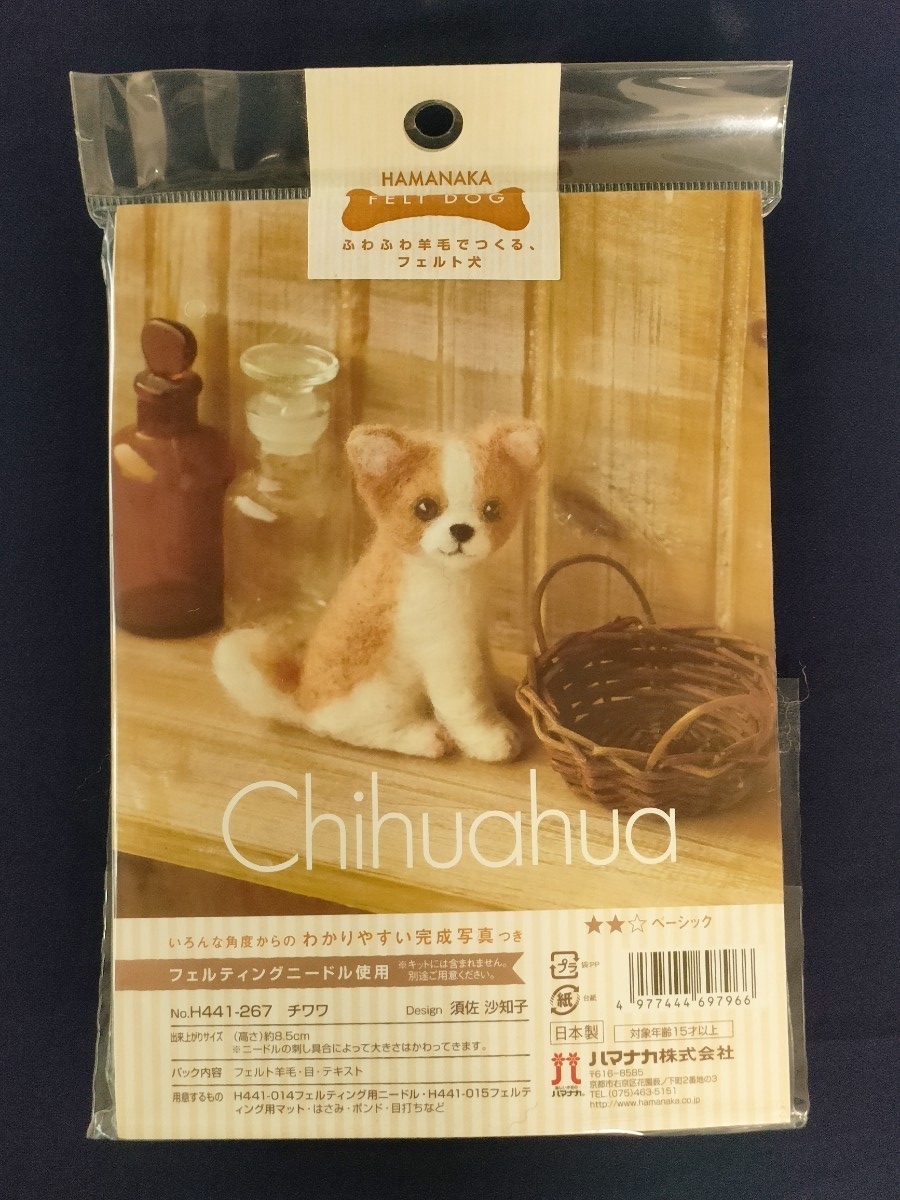 HAMANAKA
FELT DOG
ふわふわ羊毛でつくる、
フェルト犬
Chihuahua
いろんな角度からの わかりやすい完成写真つき
フェルティングニードル使用 ※キットには含まれません。
別途ご用意ください。
No.H441-267 チワワ Design 須佐 沙知子
出来上がりサイズ (高さ)約8.5cm
※ニードルの刺し具合によって大きさはかわってきます。
パック内容 フェルト羊毛・目・テキスト
用意するもの H441-014フェルティング用ニードル・H441-015フェルテ
ィング用マット・はさみ・ボンド・目打ちなど
★★☆ ベーシック
プラ 袋:PP
紙 台紙
4 977444 697966
日本製 対象年齢15才以上
ハマナカ株式会社
〒616-8585
京都市右京区花園薮ノ下町2番地の3
TEL (075)463-5151
http://www.hamanaka.co.jp
ハマナカ